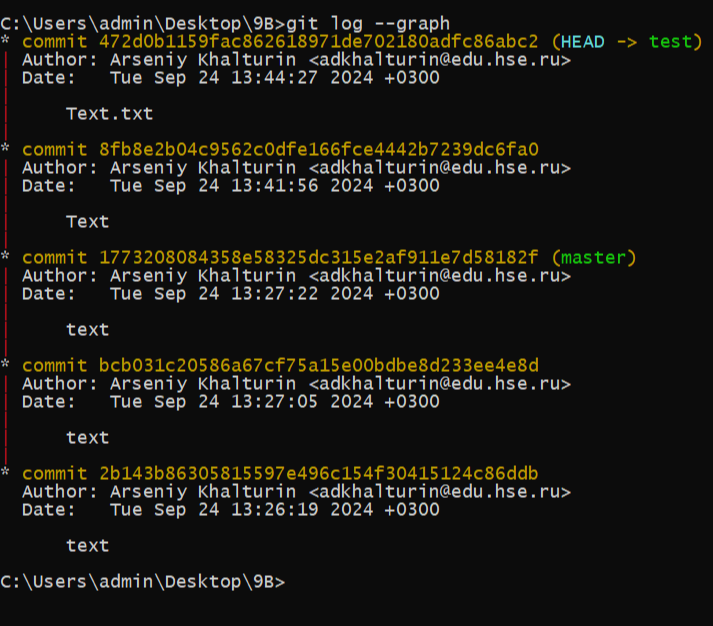 C:\Users\admin\Desktop\9B>git log --graph
* commit 472d0b1159fac862618971de702180adfc86abc2 (HEAD -> test)
| Author: Arseniy Khalturin <adkhalturin@edu.hse.ru>
| Date:   Tue Sep 24 13:44:27 2024 +0300
|
|     Text.txt
|
* commit 8fb8e2b04c9562c0dfe166fce4442b7239dc6fa0
| Author: Arseniy Khalturin <adkhalturin@edu.hse.ru>
| Date:   Tue Sep 24 13:41:56 2024 +0300
|
|     Text
|
* commit 1773208084358e58325dc315e2af911e7d58182f (master)
| Author: Arseniy Khalturin <adkhalturin@edu.hse.ru>
| Date:   Tue Sep 24 13:27:22 2024 +0300
|
|     text
|
* commit bcb031c20586a67cf75a15e00bdbe8d233ee4e8d
| Author: Arseniy Khalturin <adkhalturin@edu.hse.ru>
| Date:   Tue Sep 24 13:27:05 2024 +0300
|
|     text
|
* commit 2b143b86305815597e496c154f30415124c86ddb
  Author: Arseniy Khalturin <adkhalturin@edu.hse.ru>
  Date:   Tue Sep 24 13:26:19 2024 +0300

      text

C:\Users\admin\Desktop\9B>